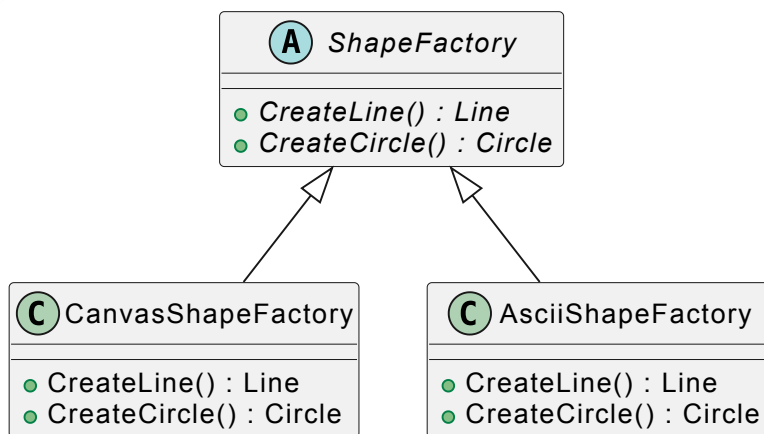 A ShapeFactory
CreateLine() : Line
CreateCircle() : Circle
C CanvasShapeFactory
CreateLine() : Line
CreateCircle() : Circle
C AsciiShapeFactory
CreateLine() : Line
CreateCircle() : Circle